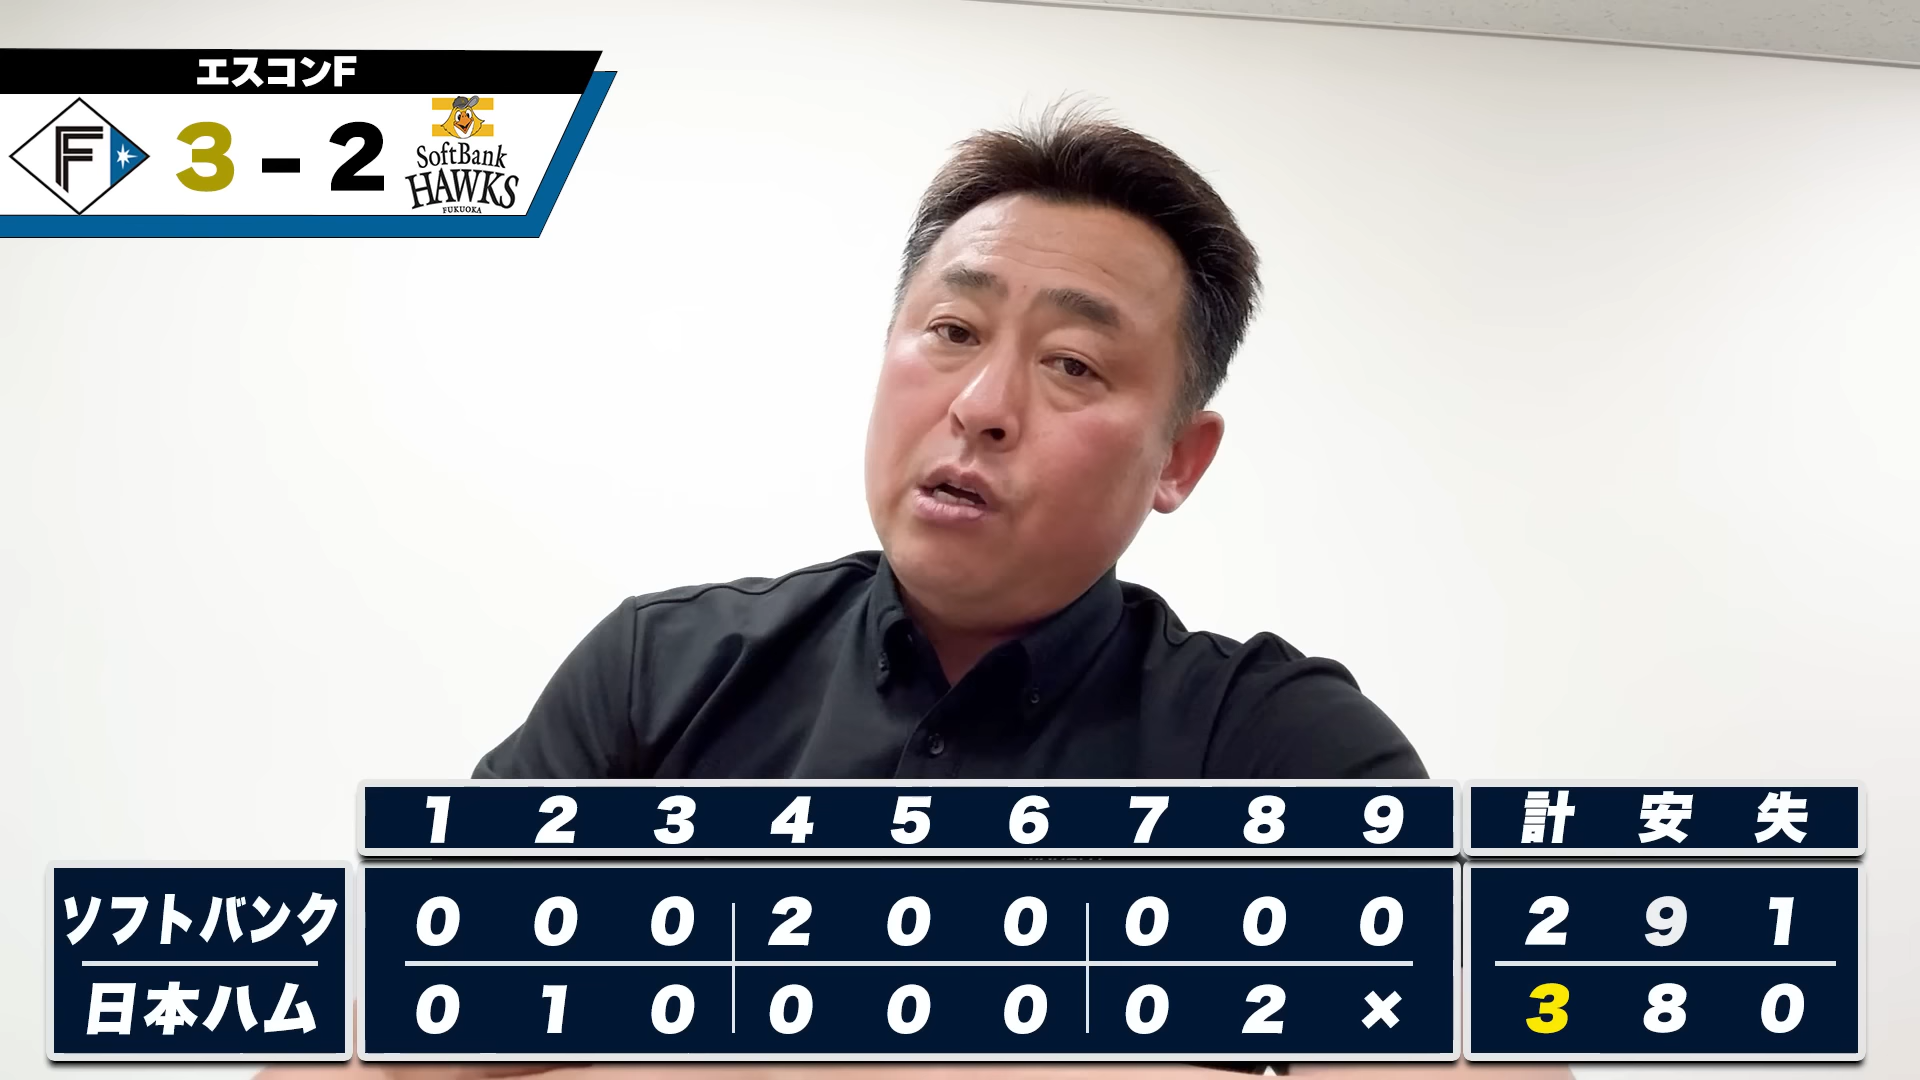 エスコンF
F 3 - 2 SoftBank HAWKS FUKUOKA
1 2 3 4 5 6 7 8 9 計 安 失
ソフトバンク 0 0 0 2 0 0 0 0 0 2 9 1
日本ハム 0 1 0 0 0 0 0 2 × 3 8 0